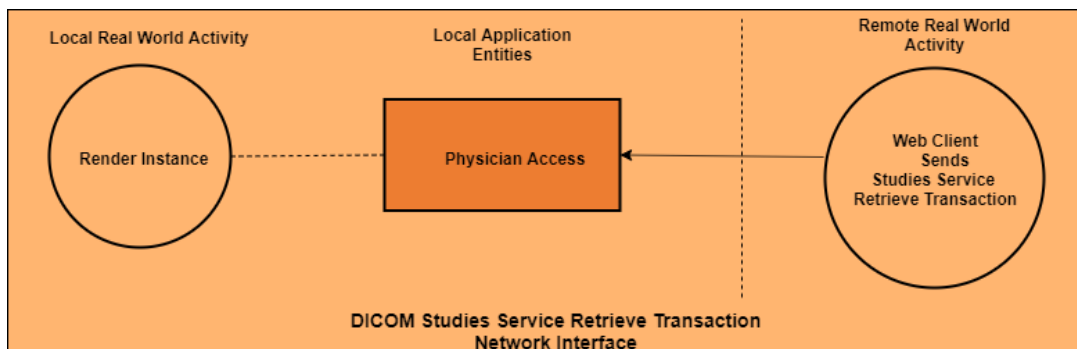 Local Real World Activity
Local Application
Entities
Remote Real World
Activity
Render Instance
Physician Access
Web Client
Sends
Studies Service
Retrieve Transaction
DICOM Studies Service Retrieve Transaction
Network Interface